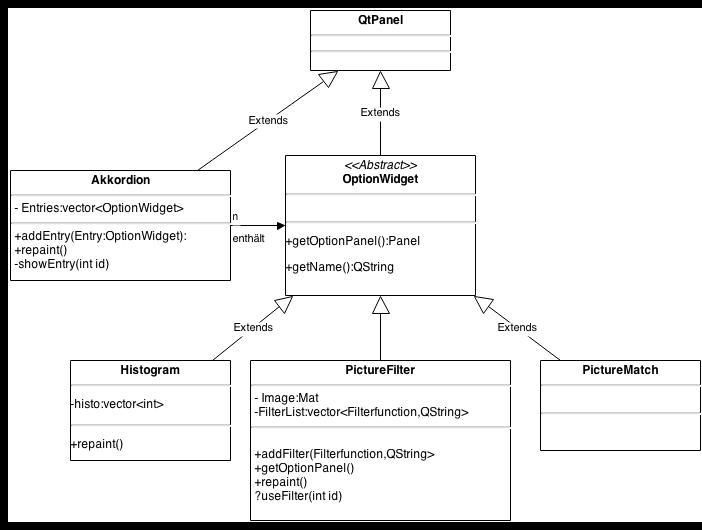 QtPanel
Extends
Extends
Akkordion
- Entries:vector<OptionWidget>
+addEntry(Entry:OptionWidget):
+repaint()
-showEntry(int id)
n
enthält
<<Abstract>>
OptionWidget
+getOptionPanel():Panel
+getName():QString
Extends
Extends
Histogram
-histo:vector<int>
+repaint()
PictureFilter
- Image:Mat
-FilterList:vector<Filterfunction,QString>
+addFilter(Filterfunction,QString>
+getOptionPanel()
+repaint()
?useFilter(int id)
PictureMatch